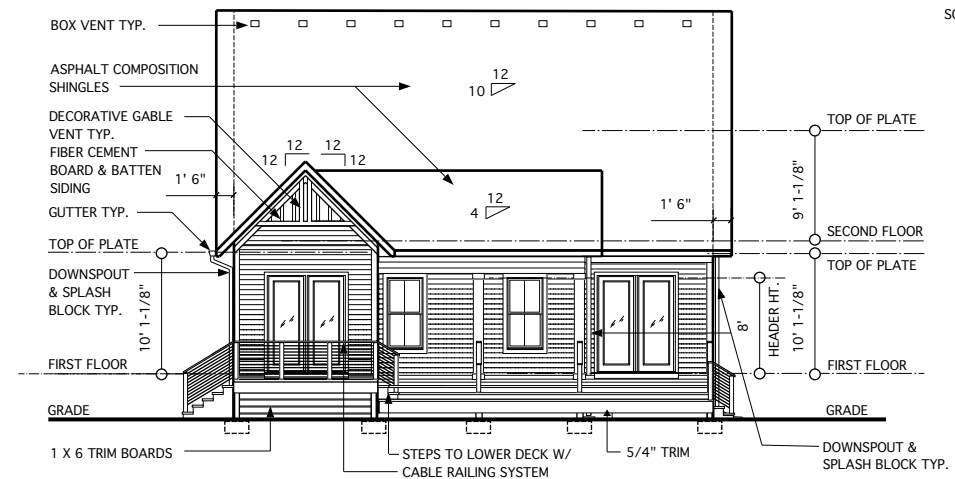 SC
BOX VENT TYP.
ASPHALT COMPOSITION
SHINGLES
12
10
DECORATIVE GABLE
VENT TYP.
TOP OF PLATE
12 12
12 12
FIBER CEMENT
BOARD & BATTEN
SIDING
1' 6"
12
4
1' 6"
9' 1-1/8"
GUTTER TYP.
SECOND FLOOR
TOP OF PLATE
TOP OF PLATE
DOWNSPOUT
& SPLASH
BLOCK TYP.
10' 1-1/8"
8'
HEADER HT.
10' 1-1/8"
FIRST FLOOR
FIRST FLOOR
GRADE
GRADE
1 X 6 TRIM BOARDS
STEPS TO LOWER DECK W/
CABLE RAILING SYSTEM
5/4" TRIM
DOWNSPOUT &
SPLASH BLOCK TYP.